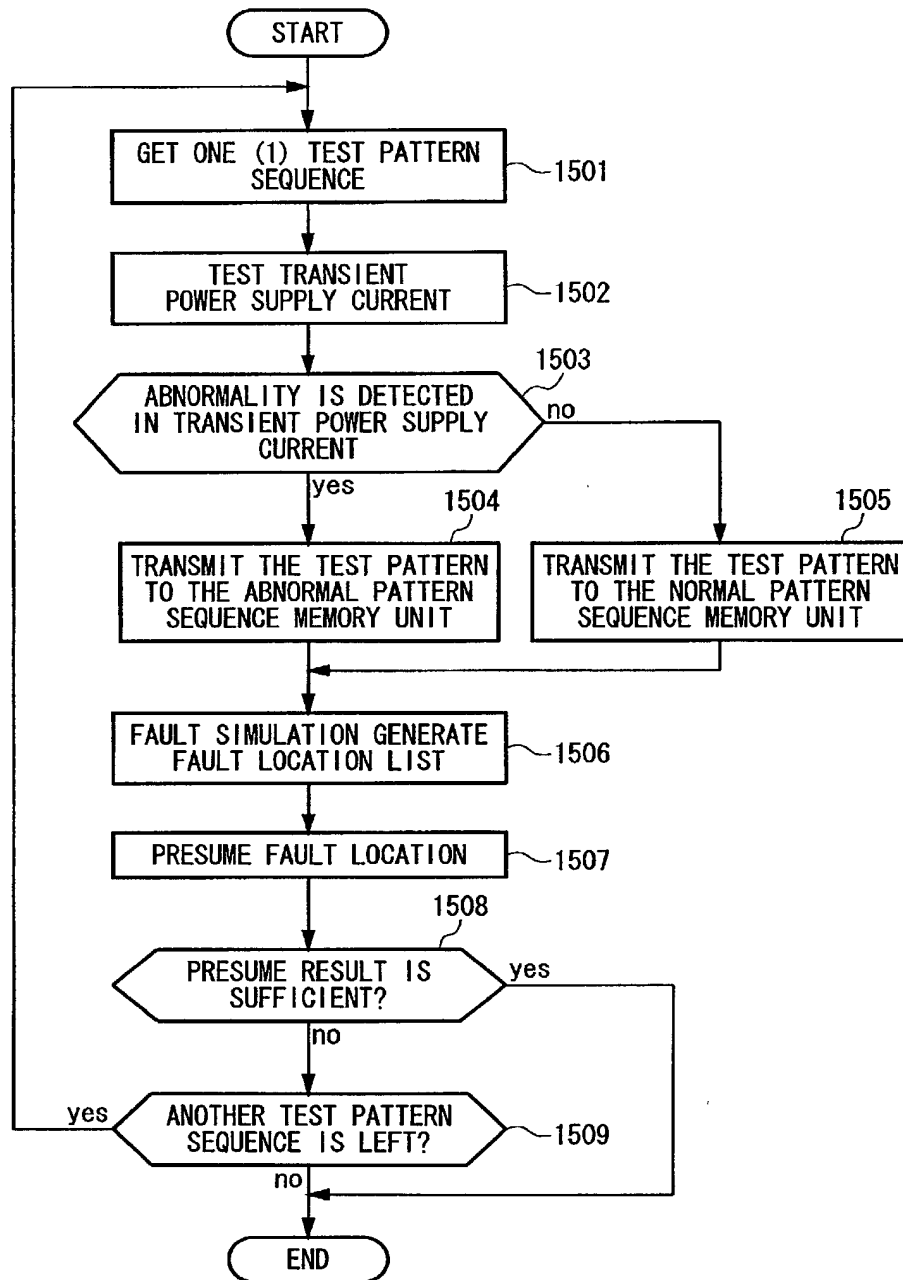 START
GET ONE (1) TEST PATTERN
SEQUENCE
1501
TEST TRANSIENT
POWER SUPPLY CURRENT
1502
1503
ABNORMALITY IS DETECTED
IN TRANSIENT POWER SUPPLY
CURRENT
no
yes
1504
TRANSMIT THE TEST PATTERN
TO THE ABNORMAL PATTERN
SEQUENCE MEMORY UNIT
1505
TRANSMIT THE TEST PATTERN
TO THE NORMAL PATTERN
SEQUENCE MEMORY UNIT
FAULT SIMULATION GENERATE
FAULT LOCATION LIST
1506
PRESUME FAULT LOCATION
1507
1508
PRESUME RESULT IS
SUFFICIENT?
yes
no
yes
ANOTHER TEST PATTERN
SEQUENCE IS LEFT?
1509
no
END